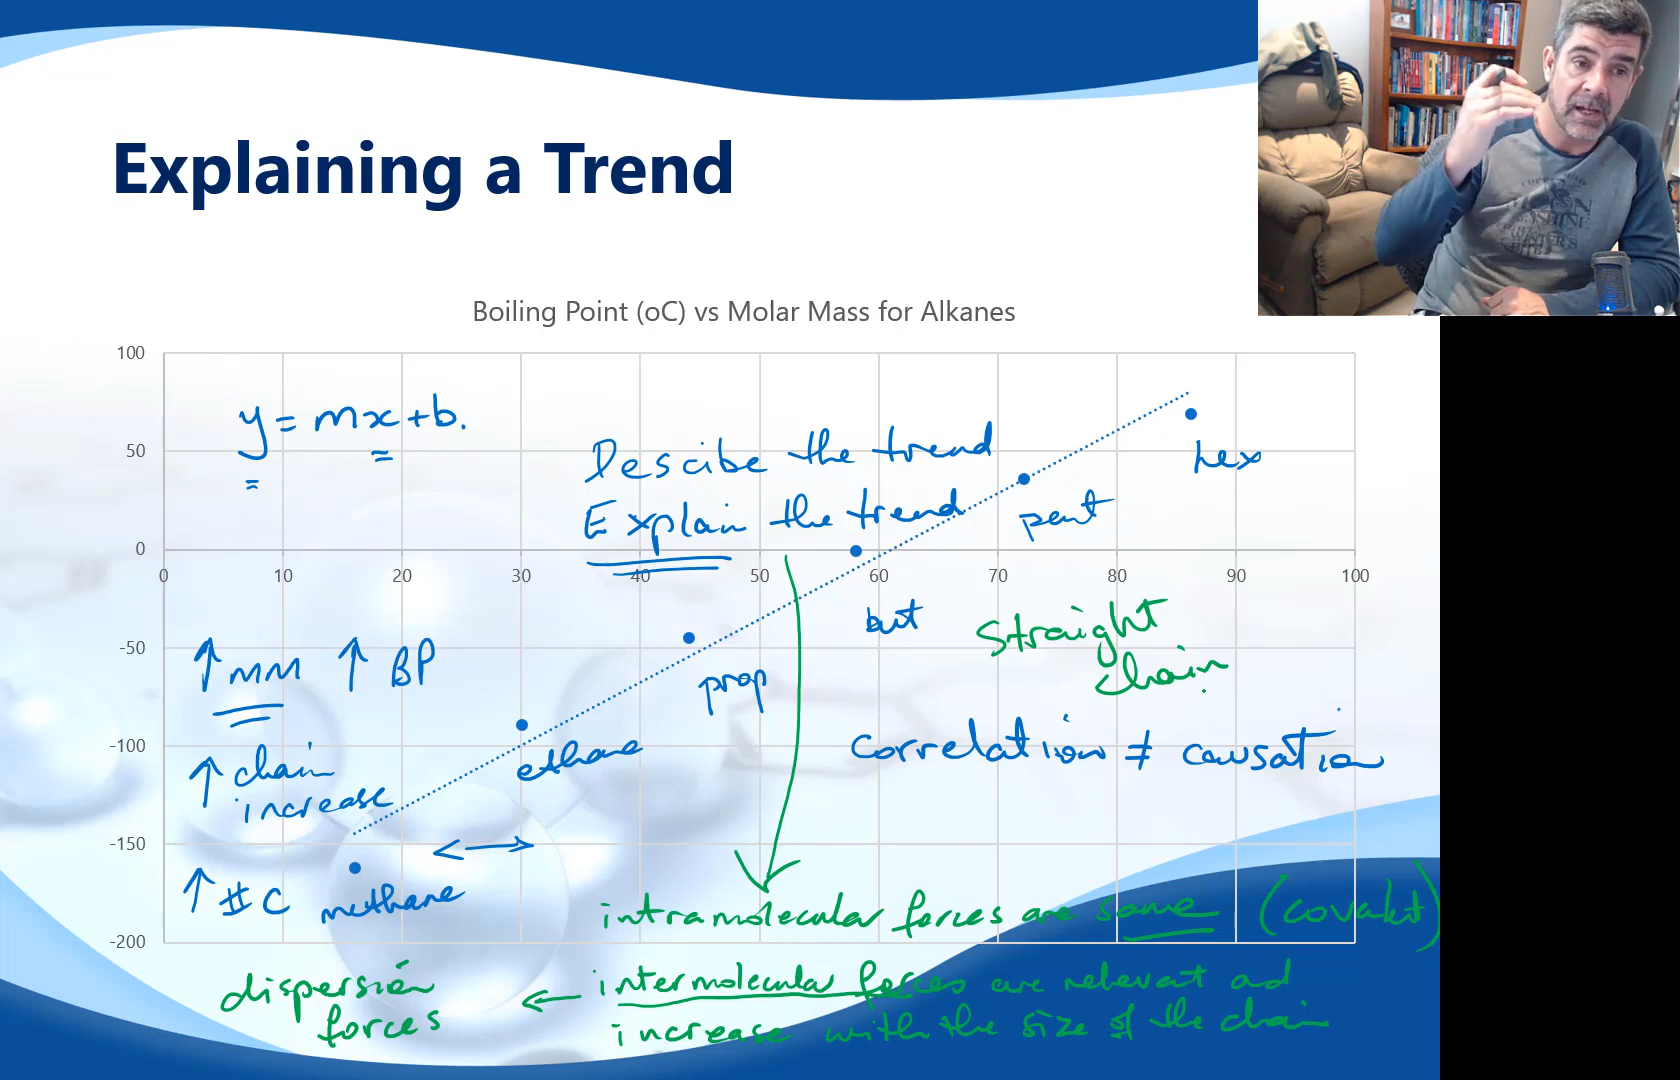 Explaining a Trend
Boiling Point (oC) vs Molar Mass for Alkanes
100
50
0
-50
-100
-150
-200
0 10 20 30 40 50 60 70 80 90 100
y = mx+b.
Descibe the trend
Explain the trend
hex
pent
but
prop
ethane
methane
↑ MM ↑ BP
↑ chain
increase
↑ #C
Straight
chain
correlation ≠ causation
intramolecular forces are same (covalent)
dispersion
forces
← intermolecular forces are relevant and
increase with the size of the chain